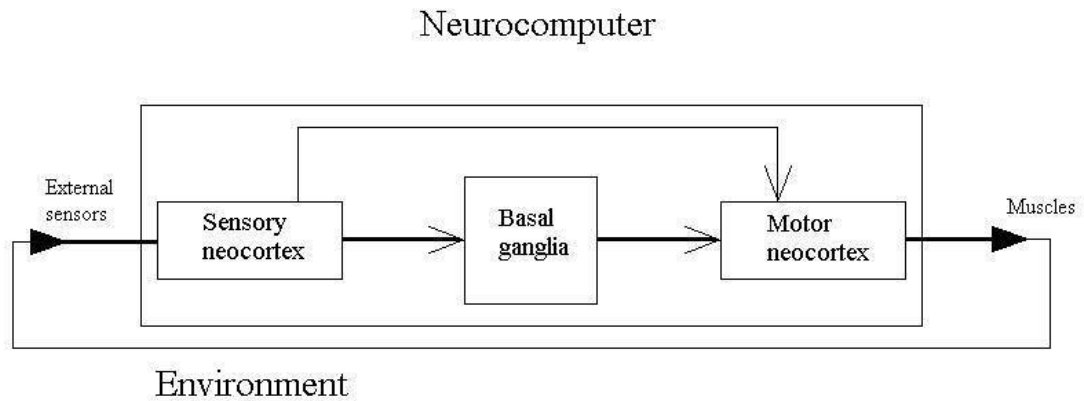 Neurocomputer
External
sensors
Sensory
neocortex
Basal
ganglia
Motor
neocortex
Muscles
Environment